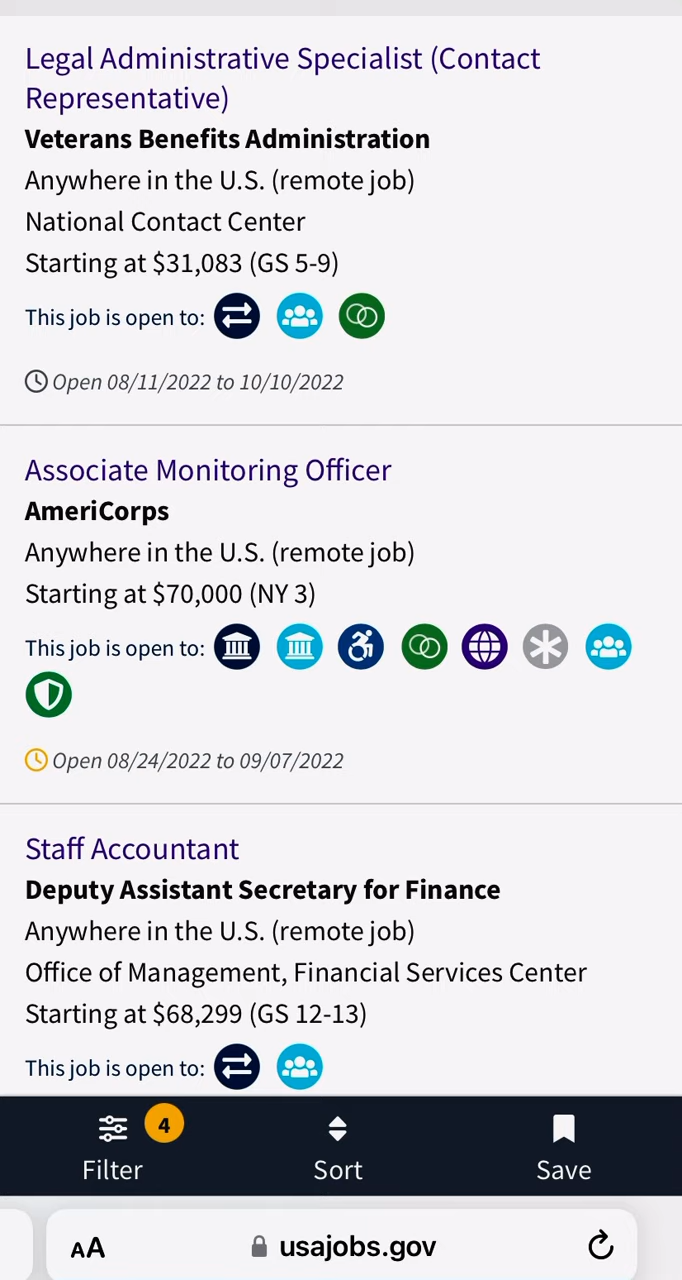 Legal Administrative Specialist (Contact
Representative)
Veterans Benefits Administration
Anywhere in the U.S. (remote job)
National Contact Center
Starting at $31,083 (GS 5-9)
This job is open to:
Open 08/11/2022 to 10/10/2022
Associate Monitoring Officer
AmeriCorps
Anywhere in the U.S. (remote job)
Starting at $70,000 (NY 3)
This job is open to:
Open 08/24/2022 to 09/07/2022
Staff Accountant
Deputy Assistant Secretary for Finance
Anywhere in the U.S. (remote job)
Office of Management, Financial Services Center
Starting at $68,299 (GS 12-13)
This job is open to:
4
Filter Sort Save
AA usajobs.gov